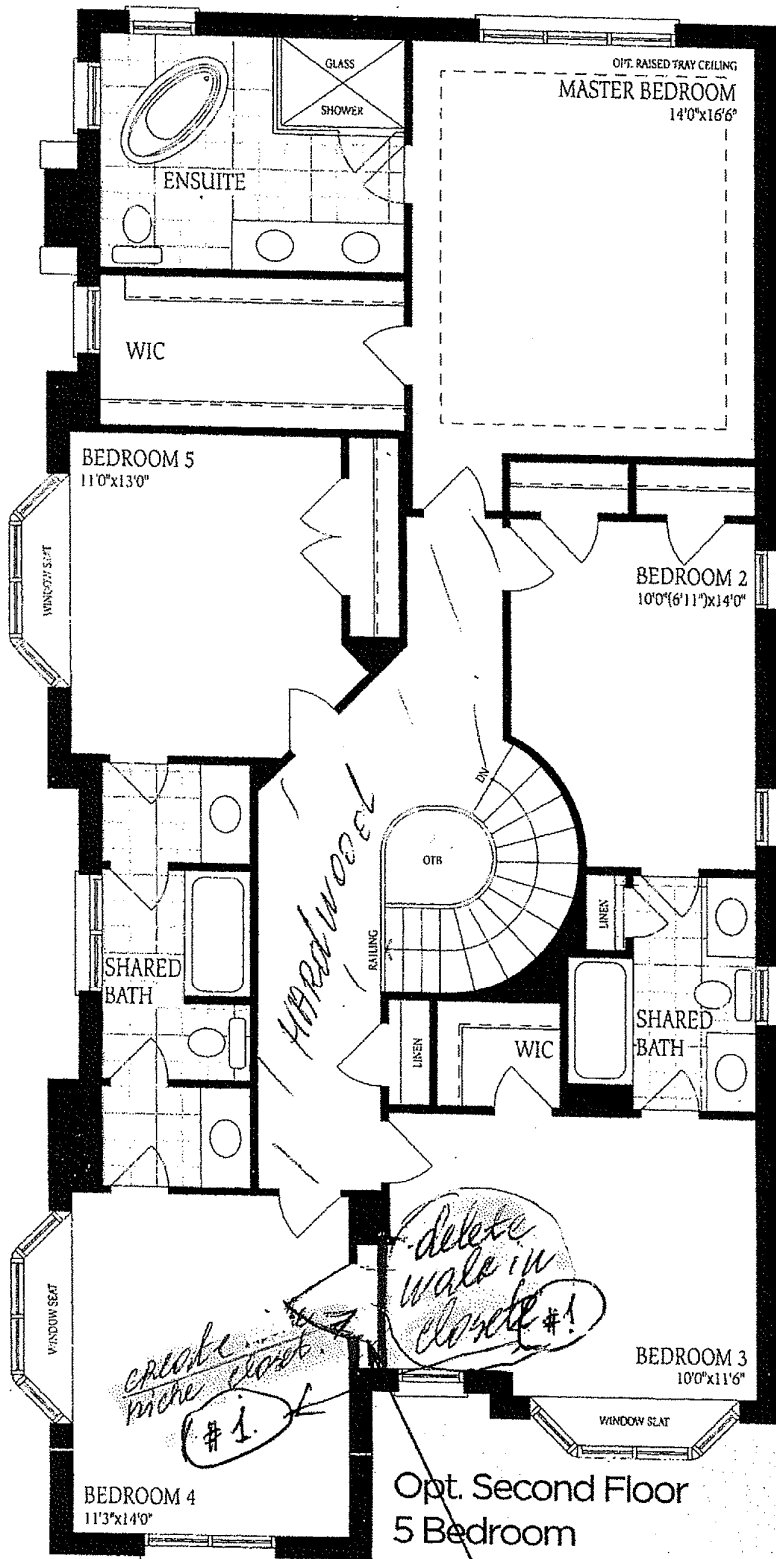 OPT. RAISED TRAY CEILING
MASTER BEDROOM
14'0"x16'6"
GLASS
SHOWER
ENSUITE
WIC
BEDROOM 5
11'0"x13'0"
WINDOW SEAT
BEDROOM 2
10'0"(6'11")x14'0"
DN
OTB
RAILING
HARDWOOD
LINEN
SHARED
BATH
SHARED
BATH
LINEN
WIC
delete
walk in
closet
#1
create
niche closet.
#1.
WINDOW SEAT
BEDROOM 3
10'0"x11'6"
WINDOW SEAT
BEDROOM 4
11'3"x14'0"
Opt. Second Floor
5 Bedroom